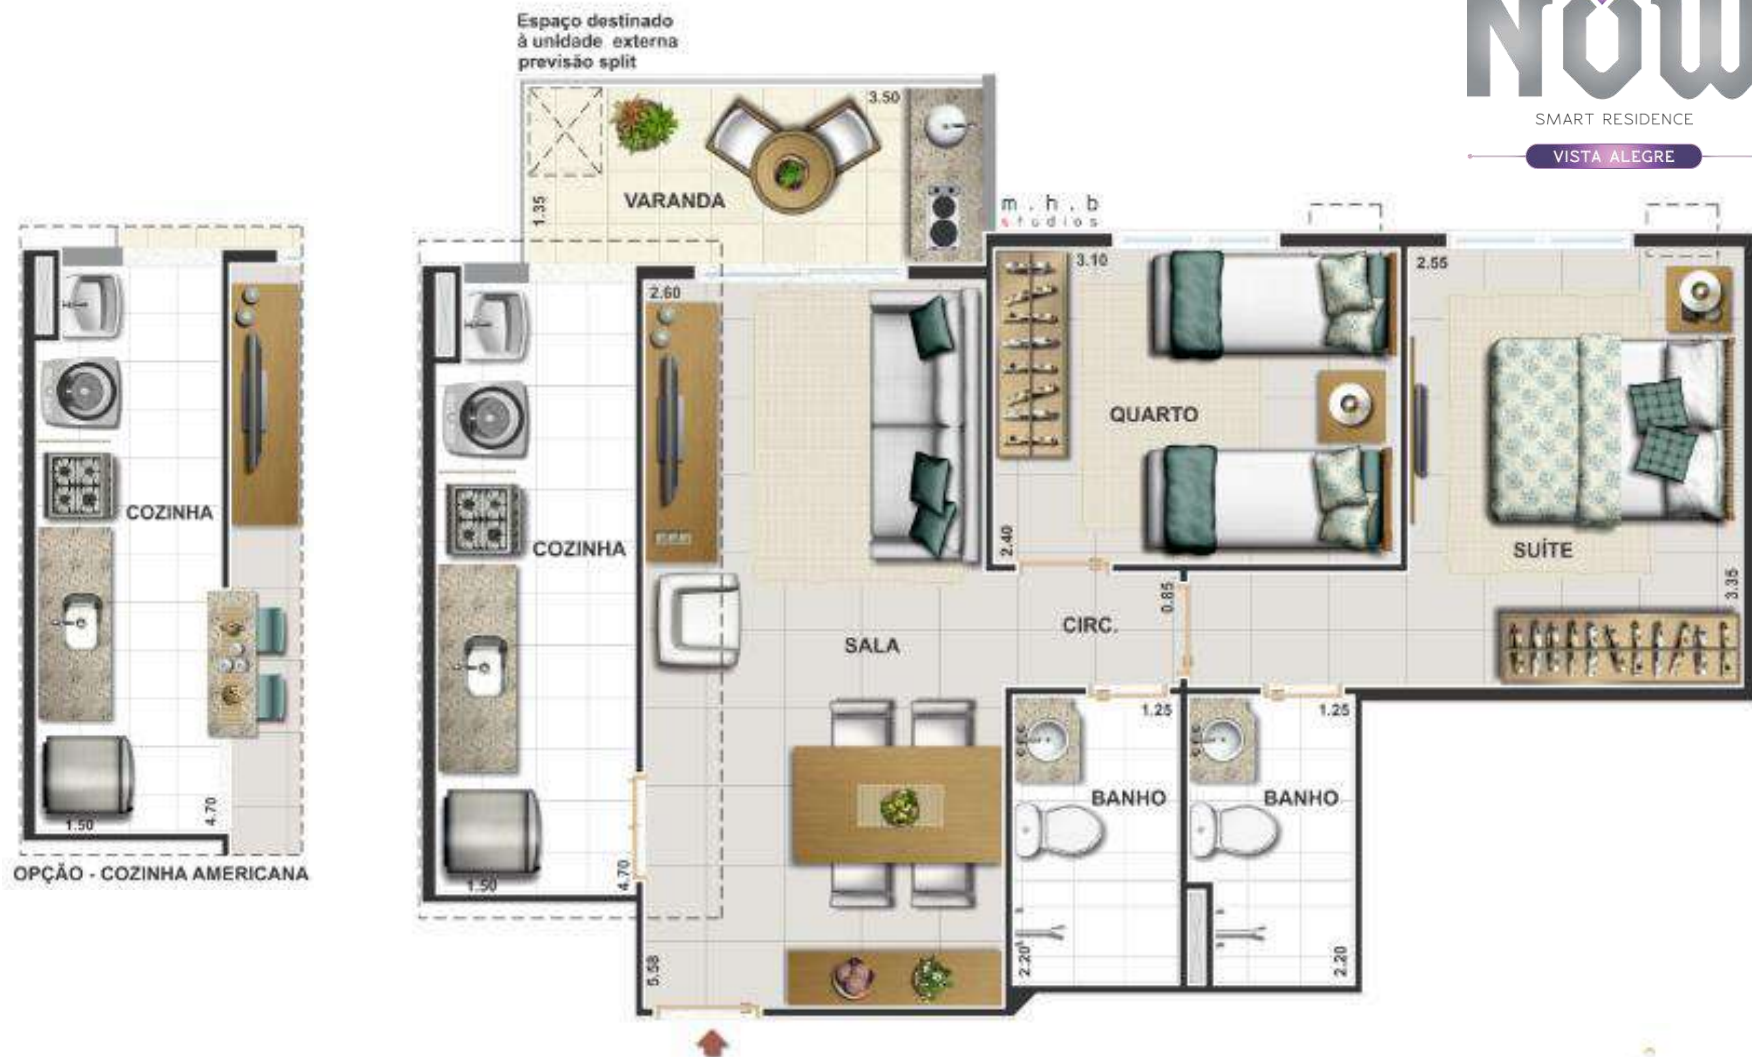 Espaço destinado
à unidade externa
previsão split
NOW
SMART RESIDENCE
VISTA ALEGRE
3.50
1.35
VARANDA
m.h.b
studios
3.10
2.55
2.60
QUARTO
COZINHA
COZINHA
2.40
SUÍTE
0.85
3.35
CIRC.
SALA
1.25
1.25
BANHO
BANHO
4.70
1.50
OPÇÃO - COZINHA AMERICANA
4.70
1.50
5.58
2.20
2.20